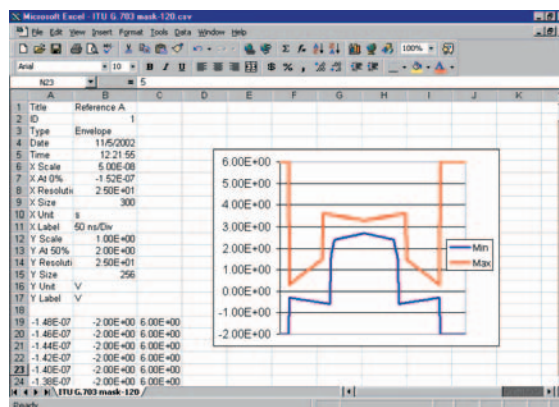 Microsoft Excel - ITU G.703 mask-120.csv
File Edit View Insert Format Tools Data Window Help
100%
Arial 10 B I U $ % ,
N23 = 5
A B C D E F G H I J K
1 Title Reference A
2 ID 1
3 Type Envelope
4 Date 11/5/2002
5 Time 12:21:55
6 X Scale 5.00E-08
7 X At 0% -1.52E-07
8 X Resoluti 2.50E+01
9 X Size 300
10 X Unit s
11 X Label 50 ns/Div
12 Y Scale 1.00E+00
13 Y At 50% 2.00E+00
14 Y Resoluti 2.50E+01
15 Y Size 256
16 Y Unit V
17 Y Label V
18
19 -1.48E-07 -2.00E+00 6.00E+00
20 -1.46E-07 -2.00E+00 6.00E+00
21 -1.44E-07 -2.00E+00 6.00E+00
22 -1.42E-07 -2.00E+00 6.00E+00
23 -1.40E-07 -2.00E+00 6.00E+00
24 -1.38E-07 -2.00E+00 6.00E+00
6.00E+00
5.00E+00
4.00E+00
3.00E+00
2.00E+00
1.00E+00
0.00E+00
-1.00E+00
-2.00E+00
Min
Max
ITU G.703 mask-120
Ready